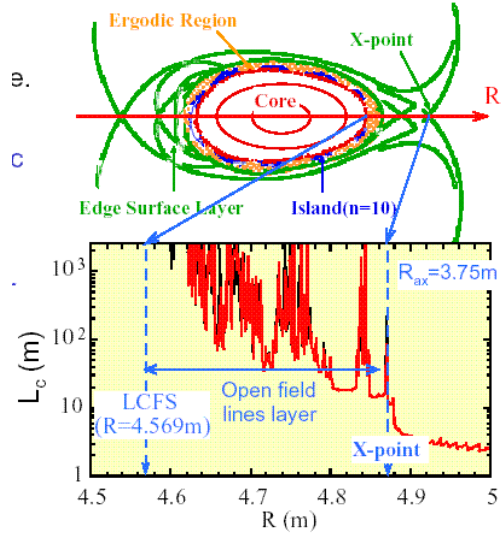 Ergodic Region
X-point
e.
Core
R
c
Edge Surface Layer
Island(n=10)
10³
R_ax=3.75m
10²
L_c (m)
Open field
lines layer
LCFS
(R=4.569m)
10
X-point
1
4.5 4.6 4.7 4.8 4.9 5
R (m)